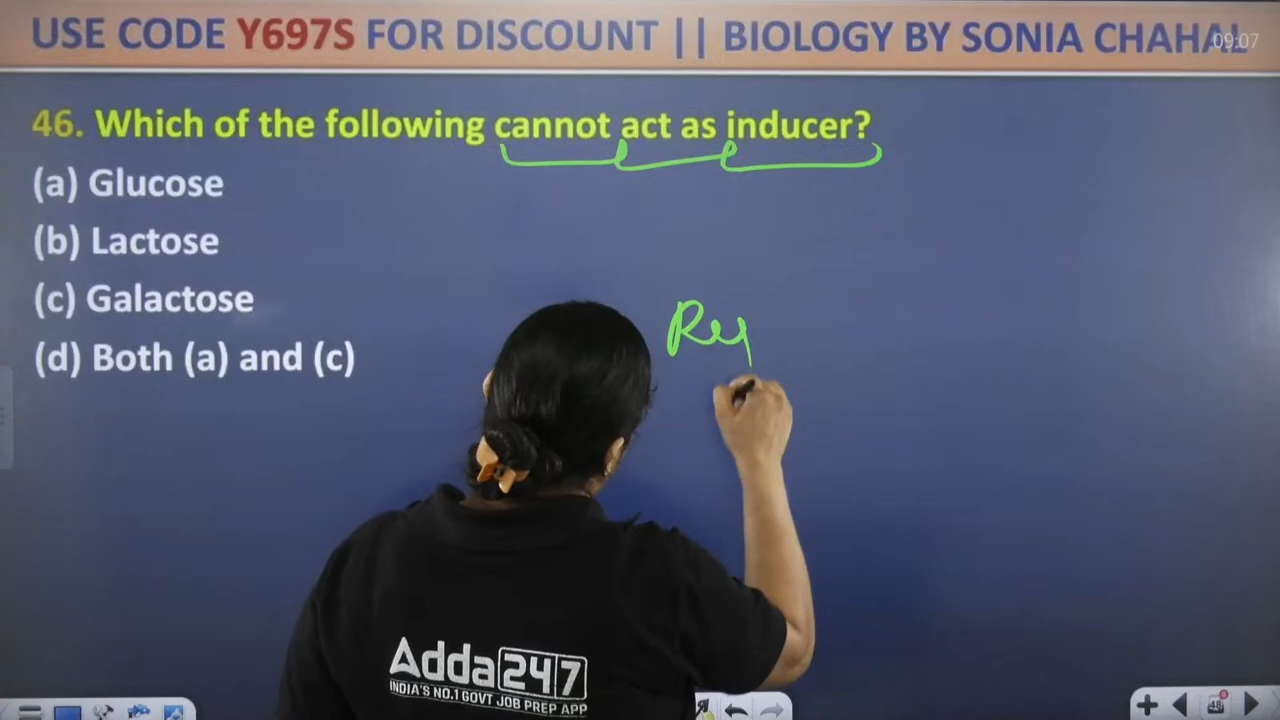 USE CODE Y697S FOR DISCOUNT || BIOLOGY BY SONIA CHAHAL
09:07
46. Which of the following cannot act as inducer?
(a) Glucose
(b) Lactose
(c) Galactose
(d) Both (a) and (c)
Adda247
INDIA'S NO.1 GOVT JOB PREP APP
48